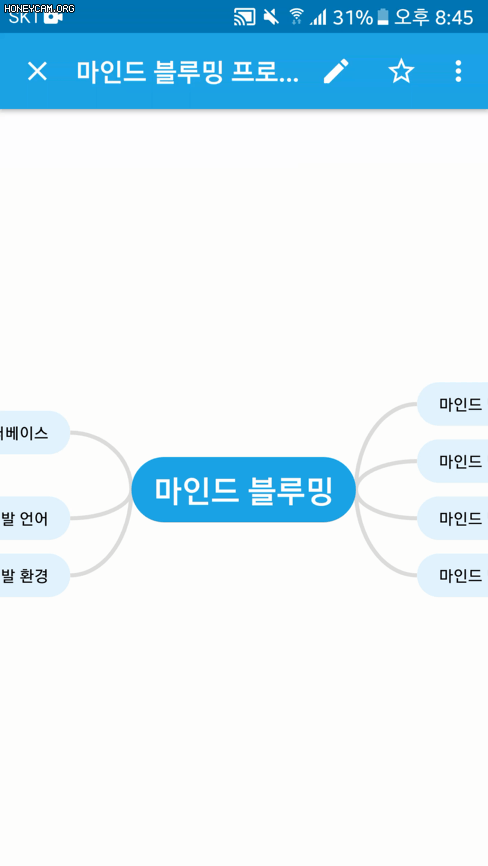 HONEYCAM.ORG
SKT 31% 오후 8:45
마인드 블루밍 프로...
마인드
베이스
마인드
마인드 블루밍
발 언어
마인드
발 환경
마인드